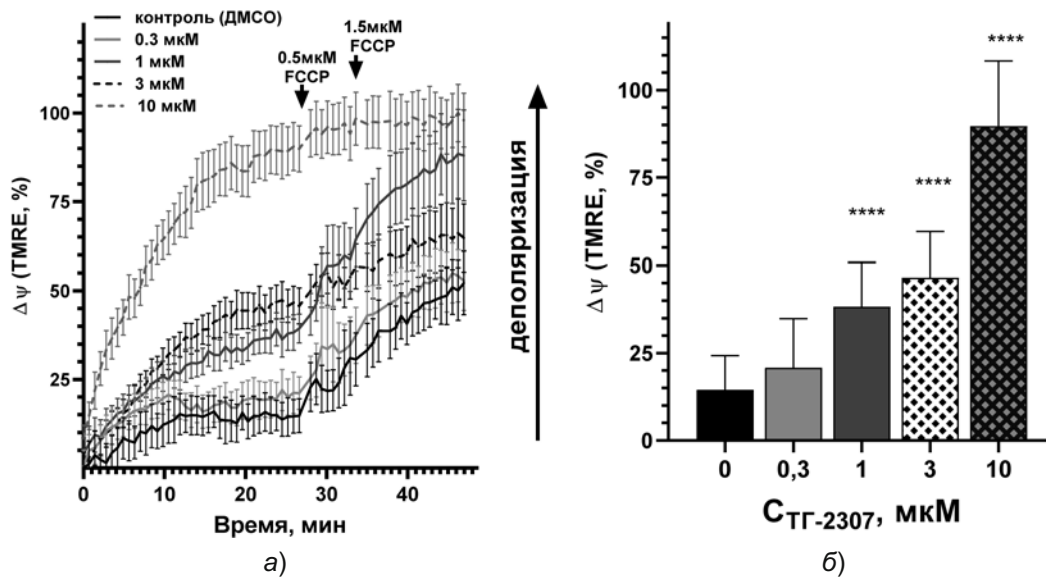 контроль (ДМСО)
0.3 мкМ
1 мкМ
3 мкМ
10 мкМ
0.5мкМ
FCCP
1.5мкМ
FCCP
Δψ (TMRE, %)
100
75
50
25
0
10
20
30
40
Время, мин
а)
деполяризация
Δψ (TMRE, %)
100
75
50
25
0
****
****
****
0
0,3
1
3
10
CТГ-2307, мкМ
б)